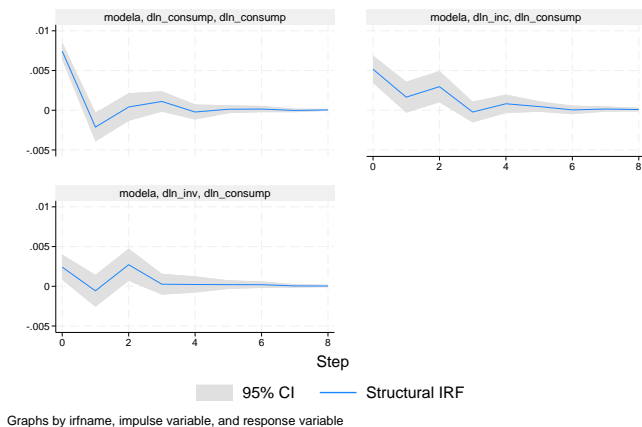 modela, dln_consump, dln_consump
modela, dln_inc, dln_consump
.01
.005
0
-.005
0 2 4 6 8
modela, dln_inv, dln_consump
.01
.005
0
-.005
0 2 4 6 8
Step
95% CI Structural IRF
Graphs by irfname, impulse variable, and response variable